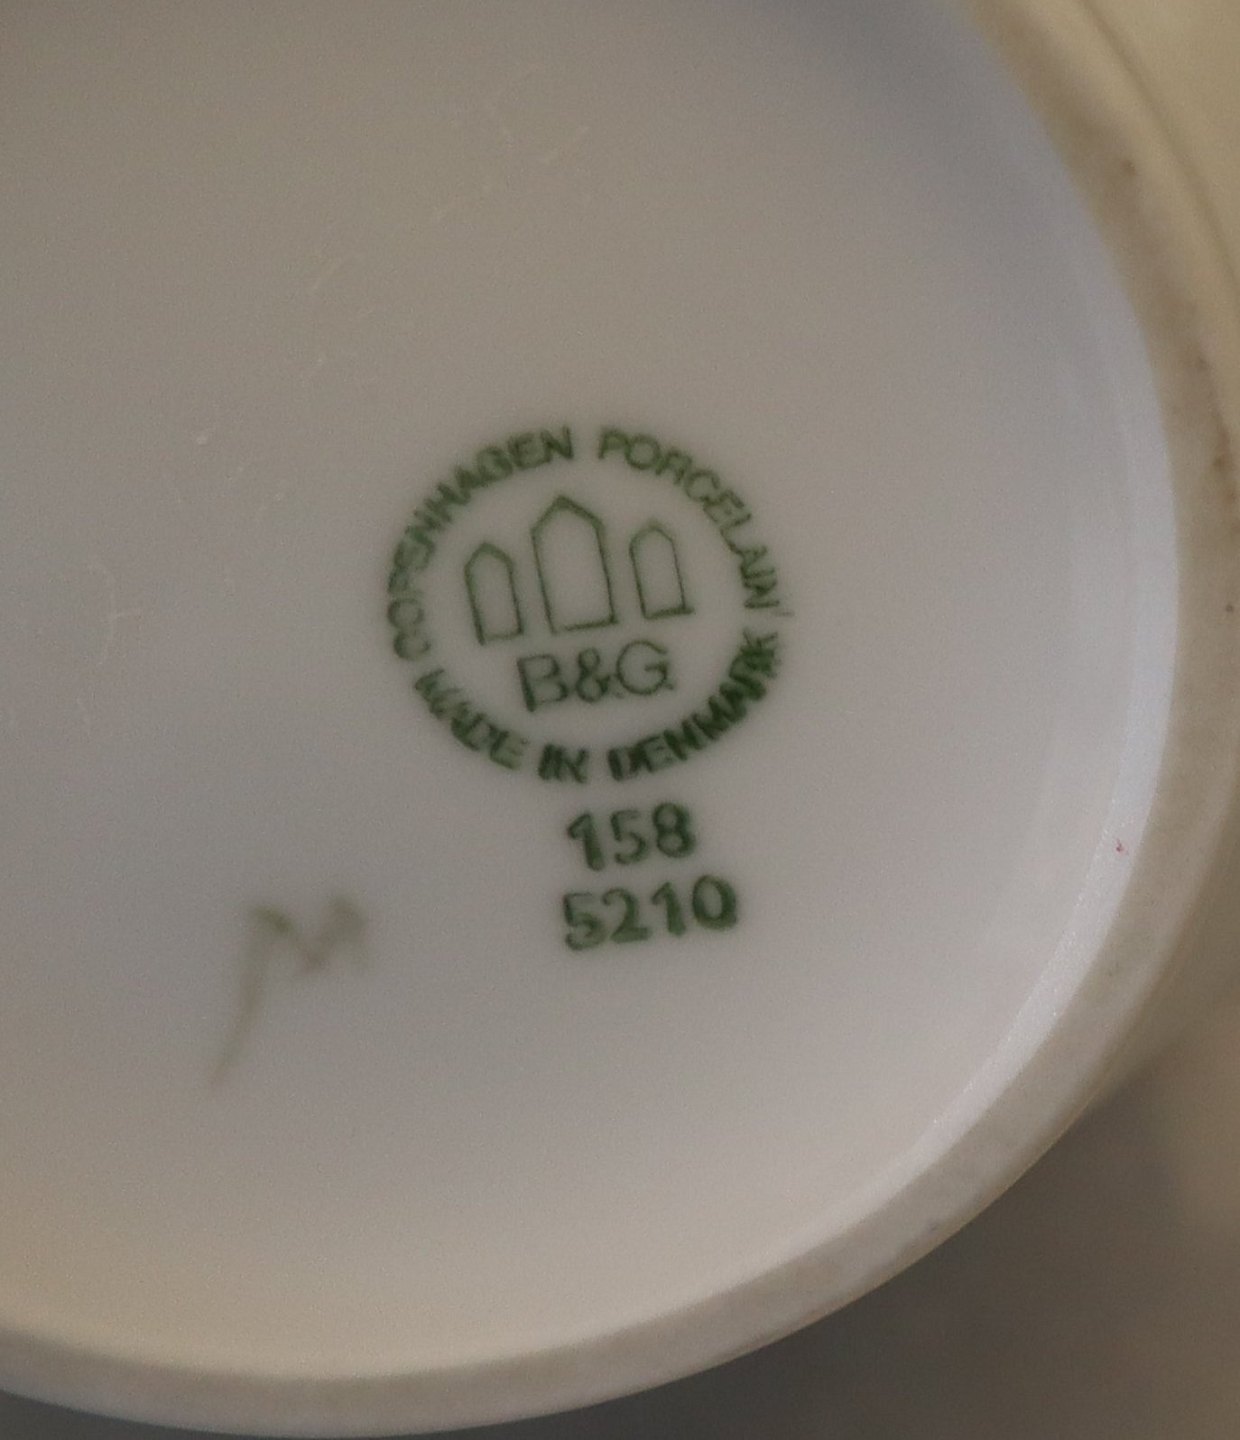 COPENHAGEN PORCELAIN
B&G
MADE IN DENMARK
158
5210